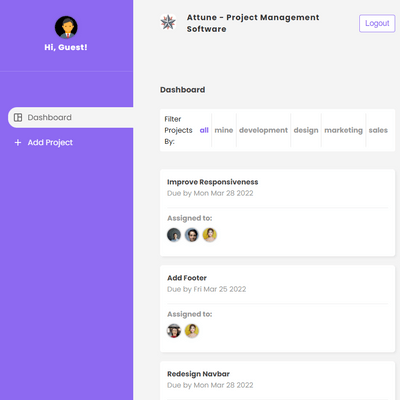 Hi, Guest!
Dashboard
Add Project
Attune - Project Management
Software
Logout
Dashboard
Filter
Projects
By:
all mine development design marketing sales
Improve Responsiveness
Due by Mon Mar 28 2022
Assigned to:
Add Footer
Due by Fri Mar 25 2022
Assigned to:
Redesign Navbar
Due by Mon Mar 28 2022